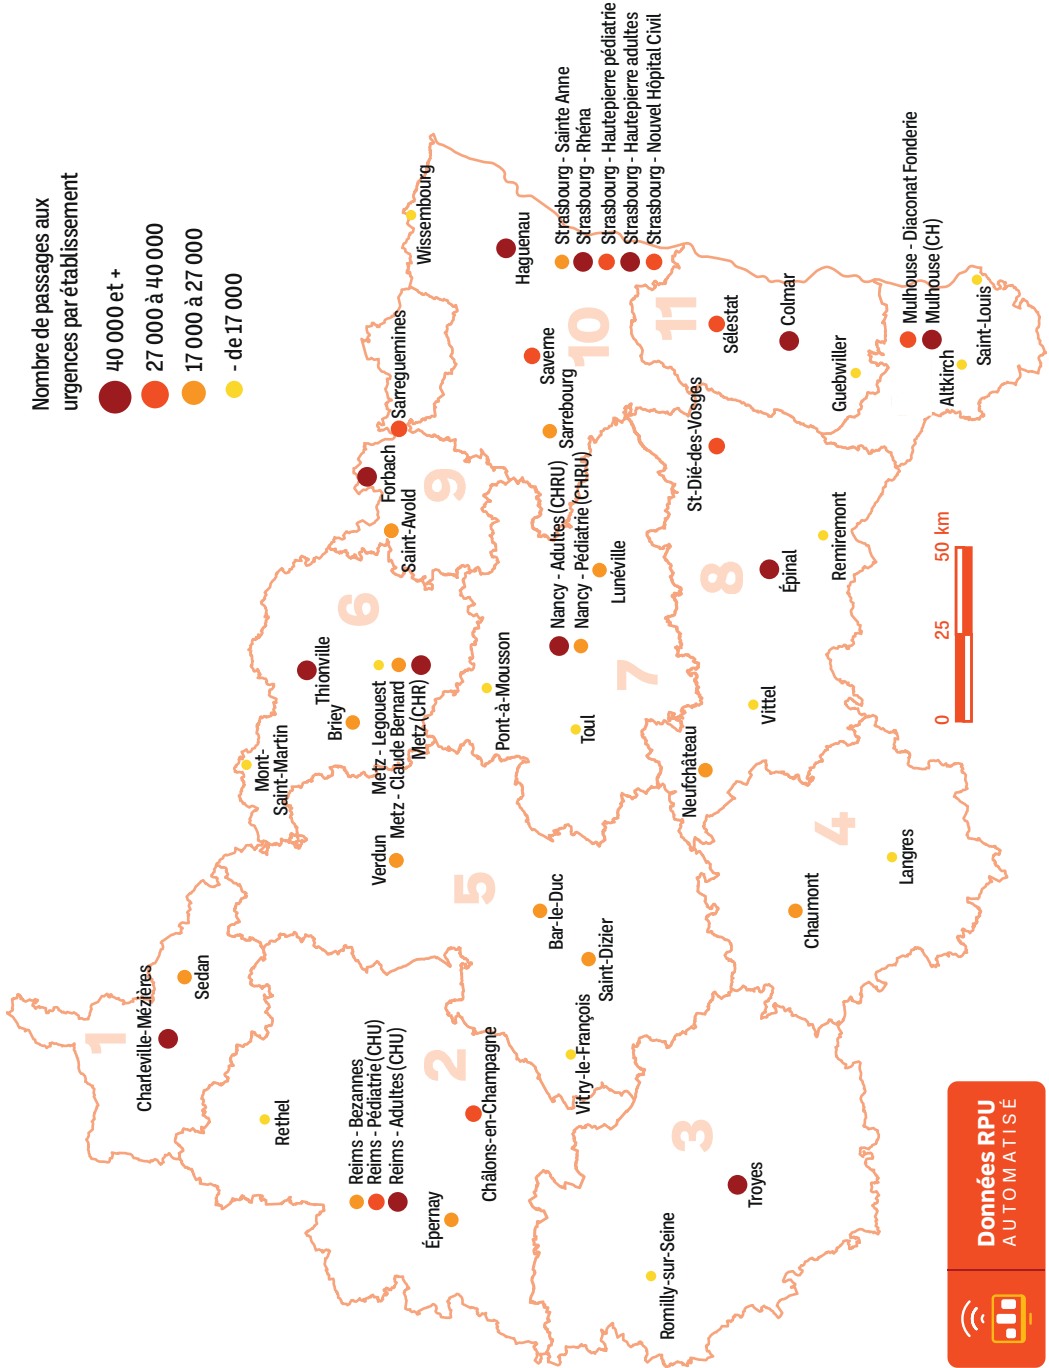 Nombre de passages aux
urgences par établissement
40 000 et +
27 000 à 40 000
17 000 à 27 000
- de 17 000
1
Charleville-Mézières
Sedan
Rethel
2
Reims - Bezannes
Reims - Pédiatrie (CHU)
Reims - Adultes (CHU)
Épernay
Châlons-en-Champagne
Vitry-le-François
3
Romilly-sur-Seine
Troyes
4
Chaumont
Langres
5
Verdun
Bar-le-Duc
Saint-Dizier
6
Mont-
Saint-Martin
Briey
Thionville
Metz - Legouest
Metz - Claude Bernard
Metz (CHR)
7
Pont-à-Mousson
Toul
Nancy - Adultes (CHRU)
Nancy - Pédiatrie (CHRU)
Lunéville
8
Neufchâteau
Vittel
Épinal
Remiremont
St-Dié-des-Vosges
9
Forbach
Saint-Avold
Sarreguemines
10
Wissembourg
Haguenau
Saverne
Sarrebourg
Strasbourg - Sainte Anne
Strasbourg - Rhéna
Strasbourg - Hautepierre pédiatrie
Strasbourg - Hautepierre adultes
Strasbourg - Nouvel Hôpital Civil
11
Sélestat
Colmar
Guebwiller
Mulhouse - Diaconat Fonderie
Mulhouse (CH)
Altkirch
Saint-Louis
0 25 50 km
Données RPU
AUTOMATISÉ